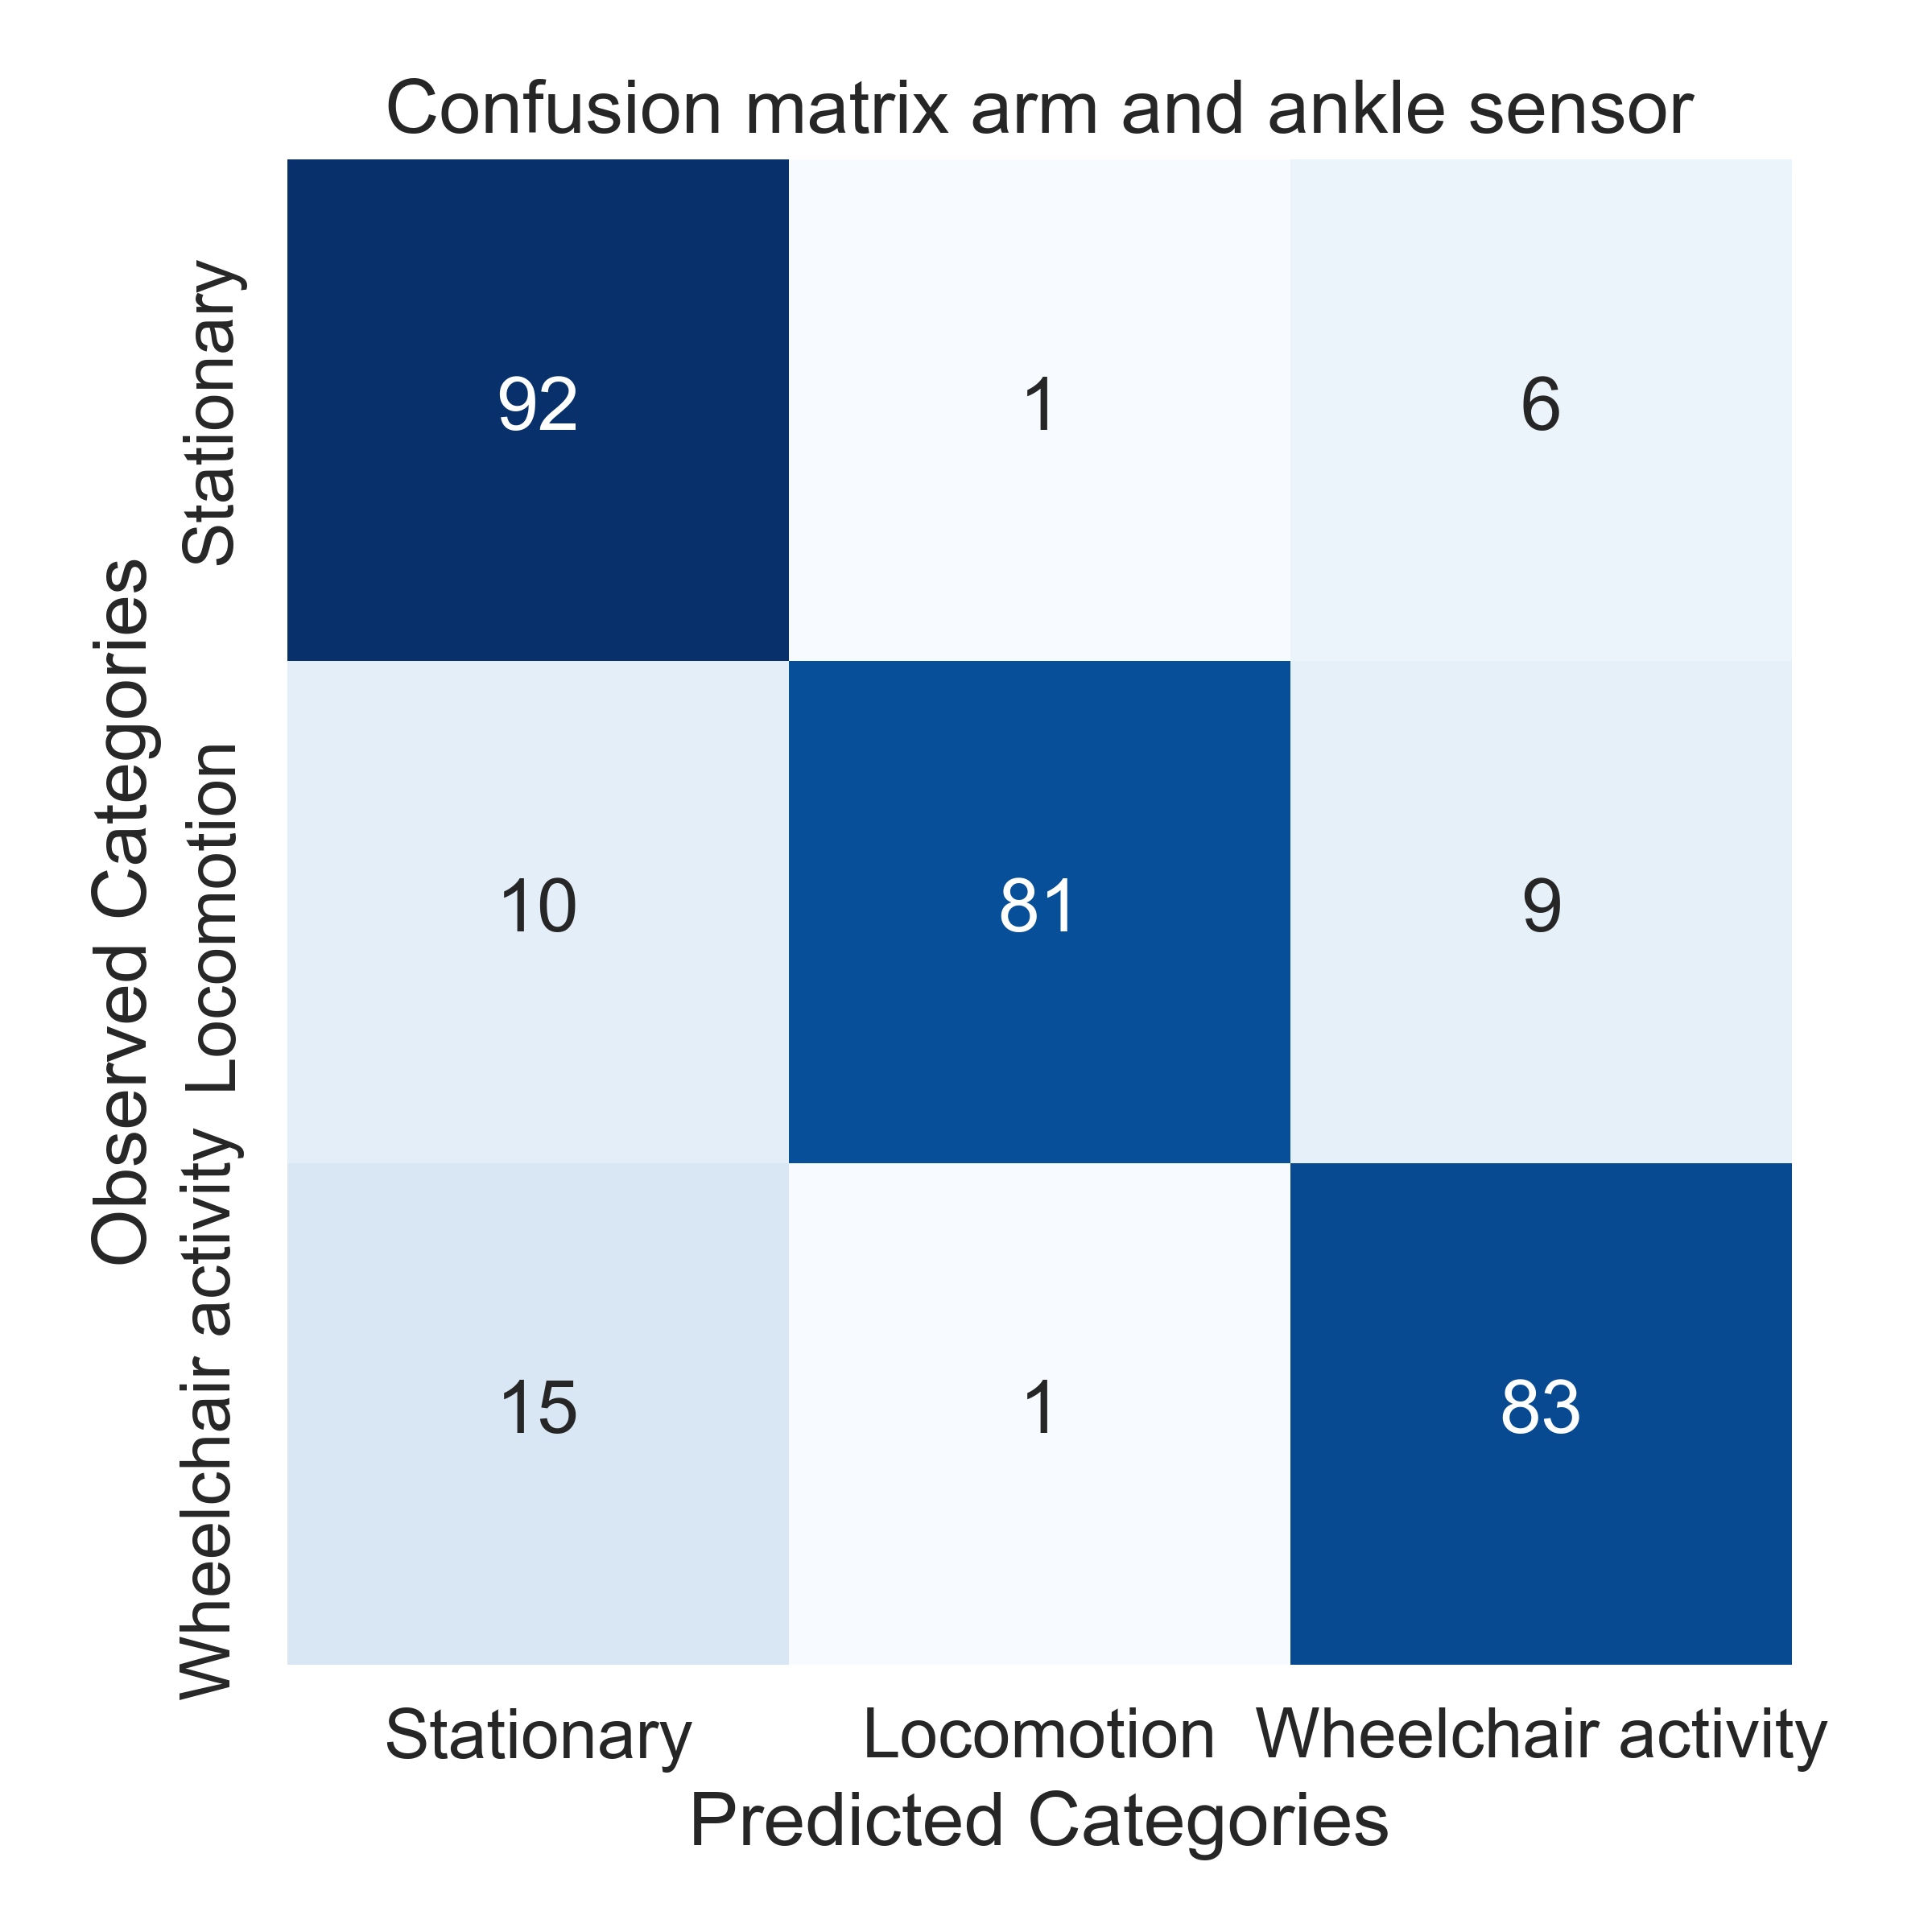 Confusion matrix arm and ankle sensor
Observed Categories
Stationary
92 1 6
Locomotion
10 81 9
Wheelchair activity
15 1 83
Stationary Locomotion Wheelchair activity
Predicted Categories